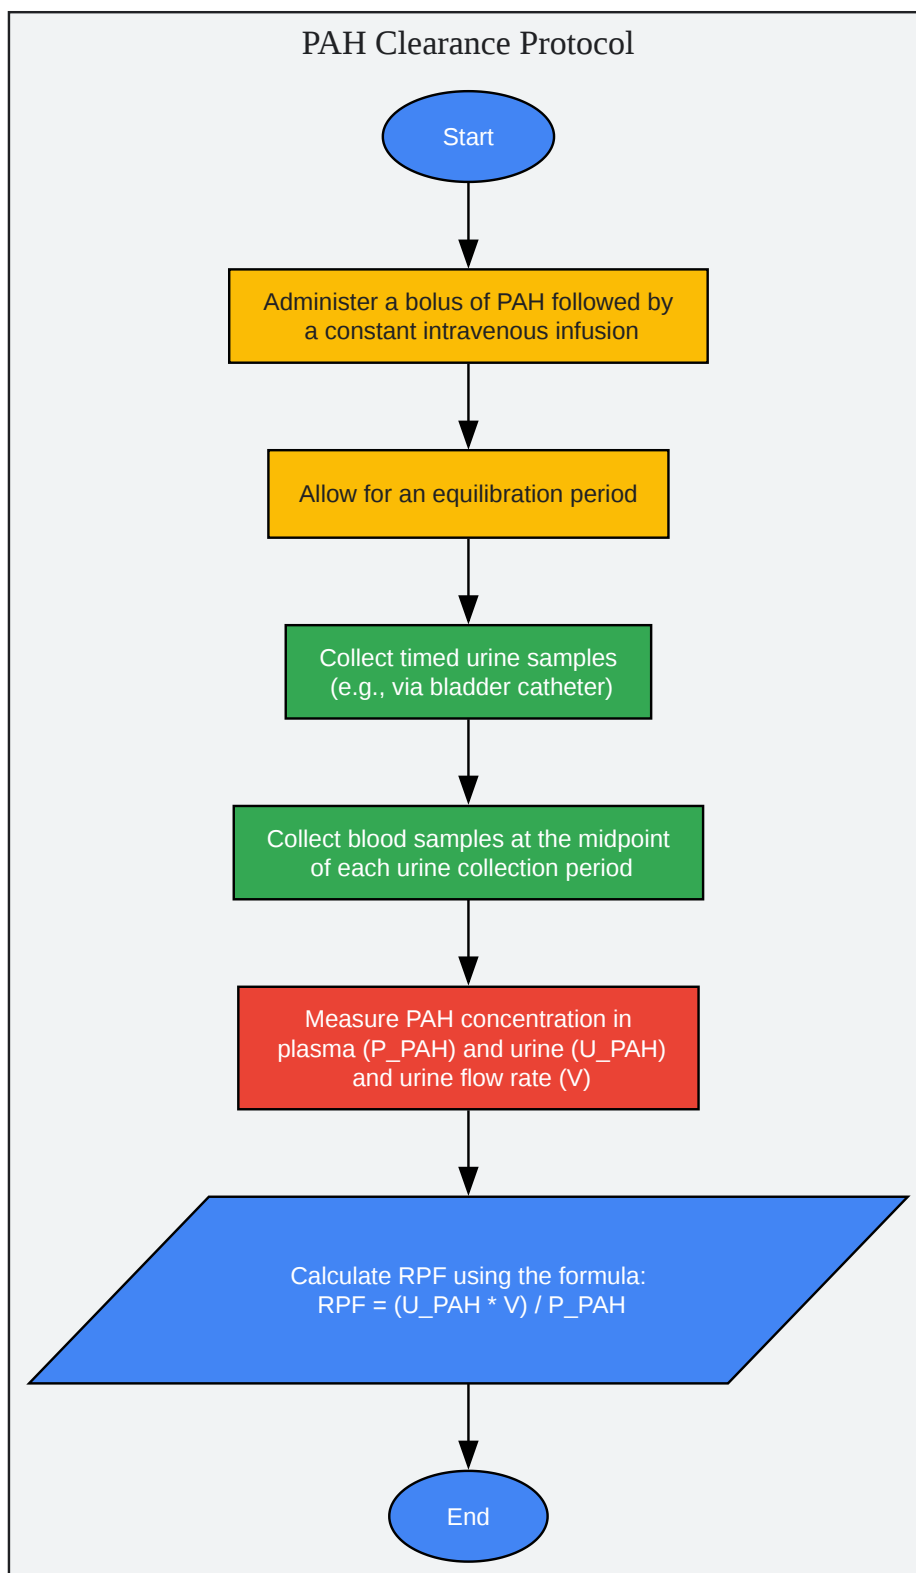 PAH Clearance Protocol
Start
Administer a bolus of PAH followed by
a constant intravenous infusion
Allow for an equilibration period
Collect timed urine samples
(e.g., via bladder catheter)
Collect blood samples at the midpoint
of each urine collection period
Measure PAH concentration in
plasma (P_PAH) and urine (U_PAH)
and urine flow rate (V)
Calculate RPF using the formula:
RPF = (U_PAH * V) / P_PAH
End